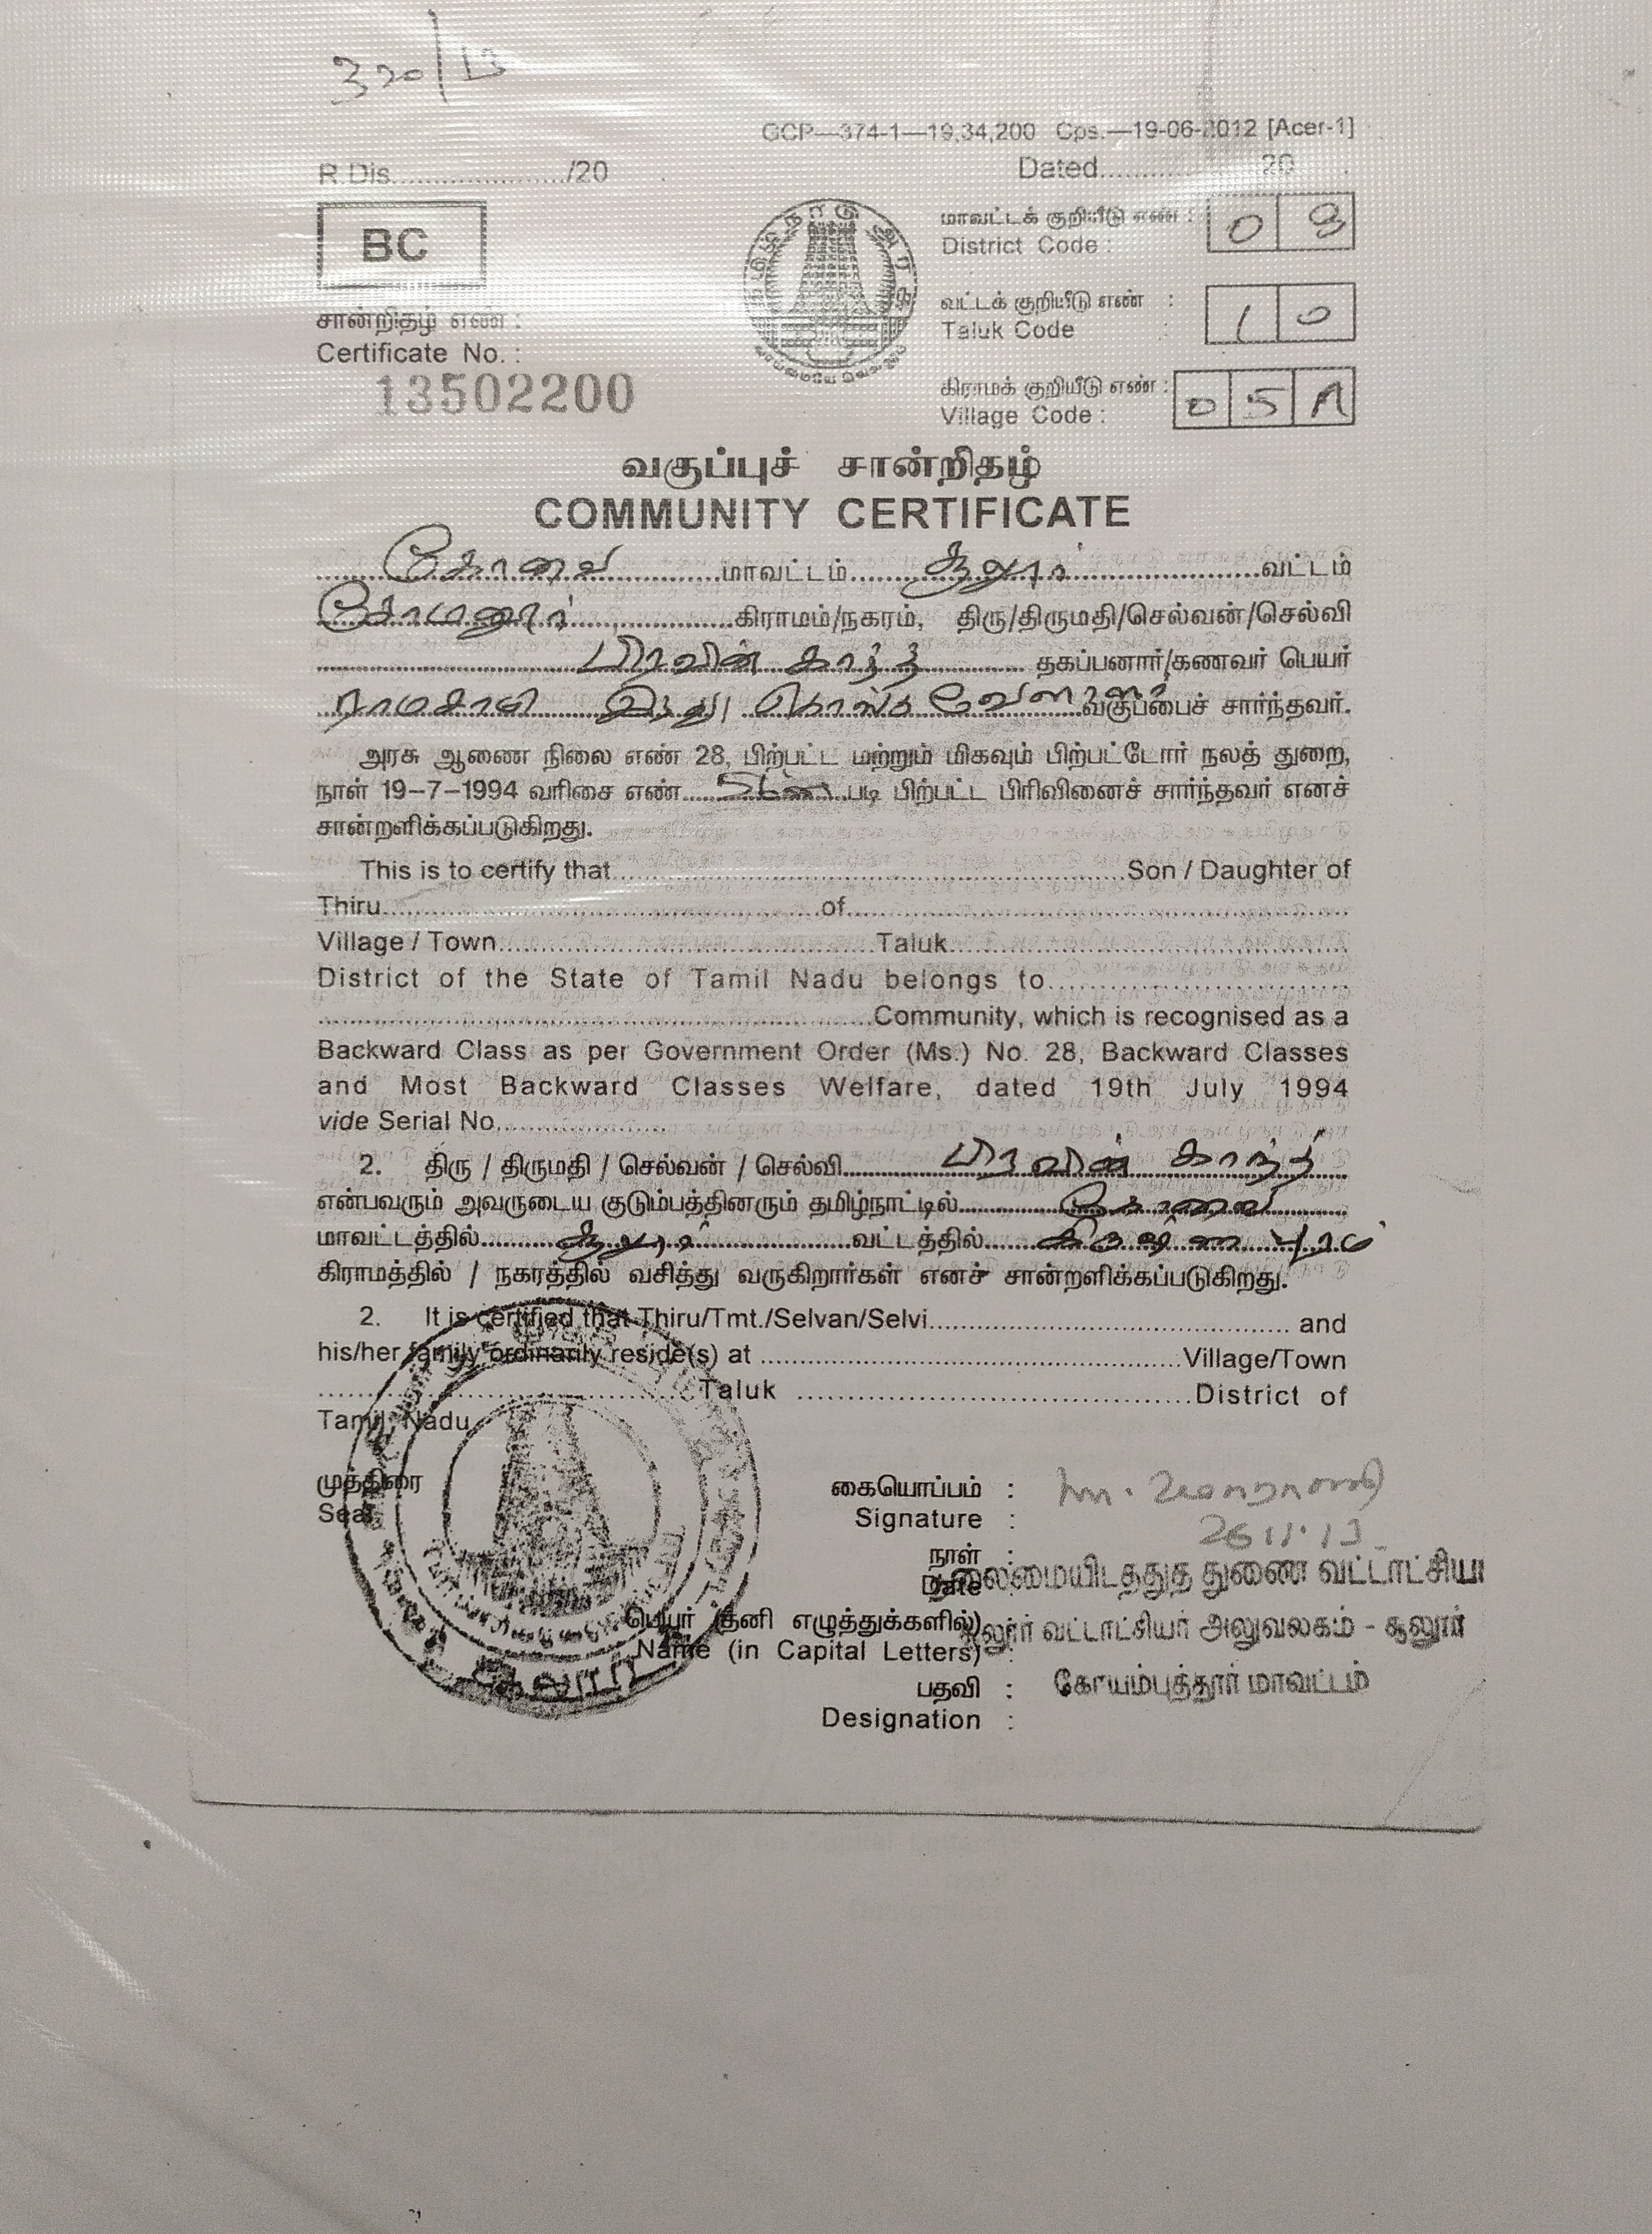 320/13
GCP—374-1—19,34,200 Cps.—19-06-2012 [Acer-1]
R.Dis...................../20 Dated....................20
BC
தமிழ்நாடு அரசு
வாய்மையே வெல்லும்
மாவட்டக் குறியீடு எண் :
District Code : 0
சான்றிதழ் எண் :
Certificate No. :
13502200
வட்டக் குறியீடு எண் :
Taluk Code : 1 0
கிராமக் குறியீடு எண் :
Village Code : 0 5 A
வகுப்புச் சான்றிதழ்
COMMUNITY CERTIFICATE
கோவை மாவட்டம் சூலூர் வட்டம்
கிராமம்/நகரம், திரு/திருமதி/செல்வன்/செல்வி
பிரவின் காந்த் தகப்பனார்/கணவர் பெயர்
ராமசாமி இந்து கொங்கு வேளாளர் வகுப்பைச் சார்ந்தவர்.
அரசு ஆணை நிலை எண் 28, பிற்பட்ட மற்றும் மிகவும் பிற்பட்டோர் நலத் துறை,
நாள் 19-7-1994 வரிசை எண்.......... படி பிற்பட்ட பிரிவினைச் சார்ந்தவர் எனச்
சான்றளிக்கப்படுகிறது.
This is to certify that..........Son / Daughter of
Thiru..........of..........
Village / Town..........Taluk..........
District of the State of Tamil Nadu belongs to..........
..........Community, which is recognised as a
Backward Class as per Government Order (Ms.) No. 28, Backward Classes
and Most Backward Classes Welfare, dated 19th July 1994
vide Serial No..........
2. திரு / திருமதி / செல்வன் / செல்வி பிரவின் காந்த்
என்பவரும் அவருடைய குடும்பத்தினரும் தமிழ்நாட்டில் கோவை
மாவட்டத்தில் சூலூர் வட்டத்தில் கிருஷ்ணபுரம்
கிராமத்தில் / நகரத்தில் வசித்து வருகிறார்கள் எனச் சான்றளிக்கப்படுகிறது.
2. It is certified that Thiru/Tmt./Selvan/Selvi.......... and
his/her family ordinarily reside(s) at ..........Village/Town
..........Taluk ..........District of
Tamil Nadu.
முத்திரை
Seal
சூலூர்
கையொப்பம் :
Signature :
26.11.13
நாள் :
Date தலைமையிடத்துத துணை வட்டாட்சியர்
பெயர் (தனி எழுத்துக்களில்) சூலூர் வட்டாட்சியர் அலுவலகம் - சூலூர்
Name (in Capital Letters) :
பதவி : கோயம்புத்தூர் மாவட்டம்
Designation :